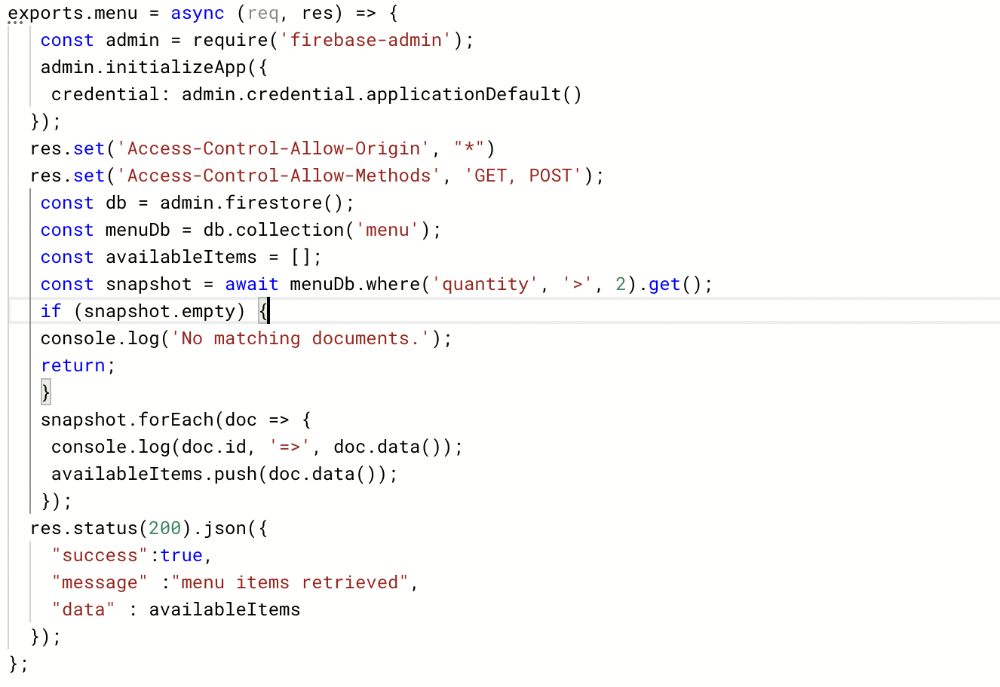 exports.menu = async (req, res) => {
   const admin = require('firebase-admin');
   admin.initializeApp({
    credential: admin.credential.applicationDefault()
  });
  res.set('Access-Control-Allow-Origin', "*")
  res.set('Access-Control-Allow-Methods', 'GET, POST');
   const db = admin.firestore();
   const menuDb = db.collection('menu');
   const availableItems = [];
   const snapshot = await menuDb.where('quantity', '>', 2).get();
   if (snapshot.empty) {
   console.log('No matching documents.');
   return;
   }
   snapshot.forEach(doc => {
    console.log(doc.id, '=>', doc.data());
    availableItems.push(doc.data());
   });
  res.status(200).json({
    "success":true,
    "message" :"menu items retrieved",
    "data" : availableItems
  });
};